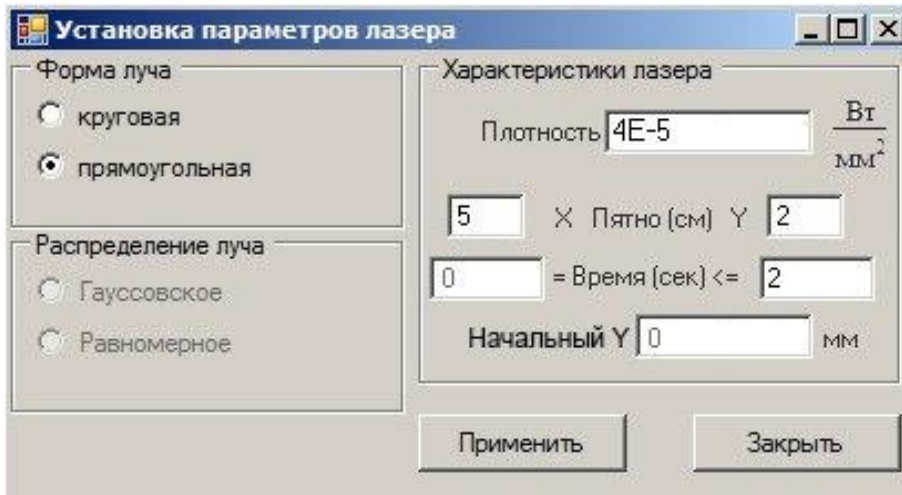 Установка параметров лазера
Форма луча
круговая
прямоугольная
Распределение луча
Гауссовское
Равномерное
Характеристики лазера
Плотность 4E-5 Вт/мм²
5 X Пятно (см) Y 2
0 = Время (сек) <= 2
Начальный Y 0 мм
Применить Закрыть